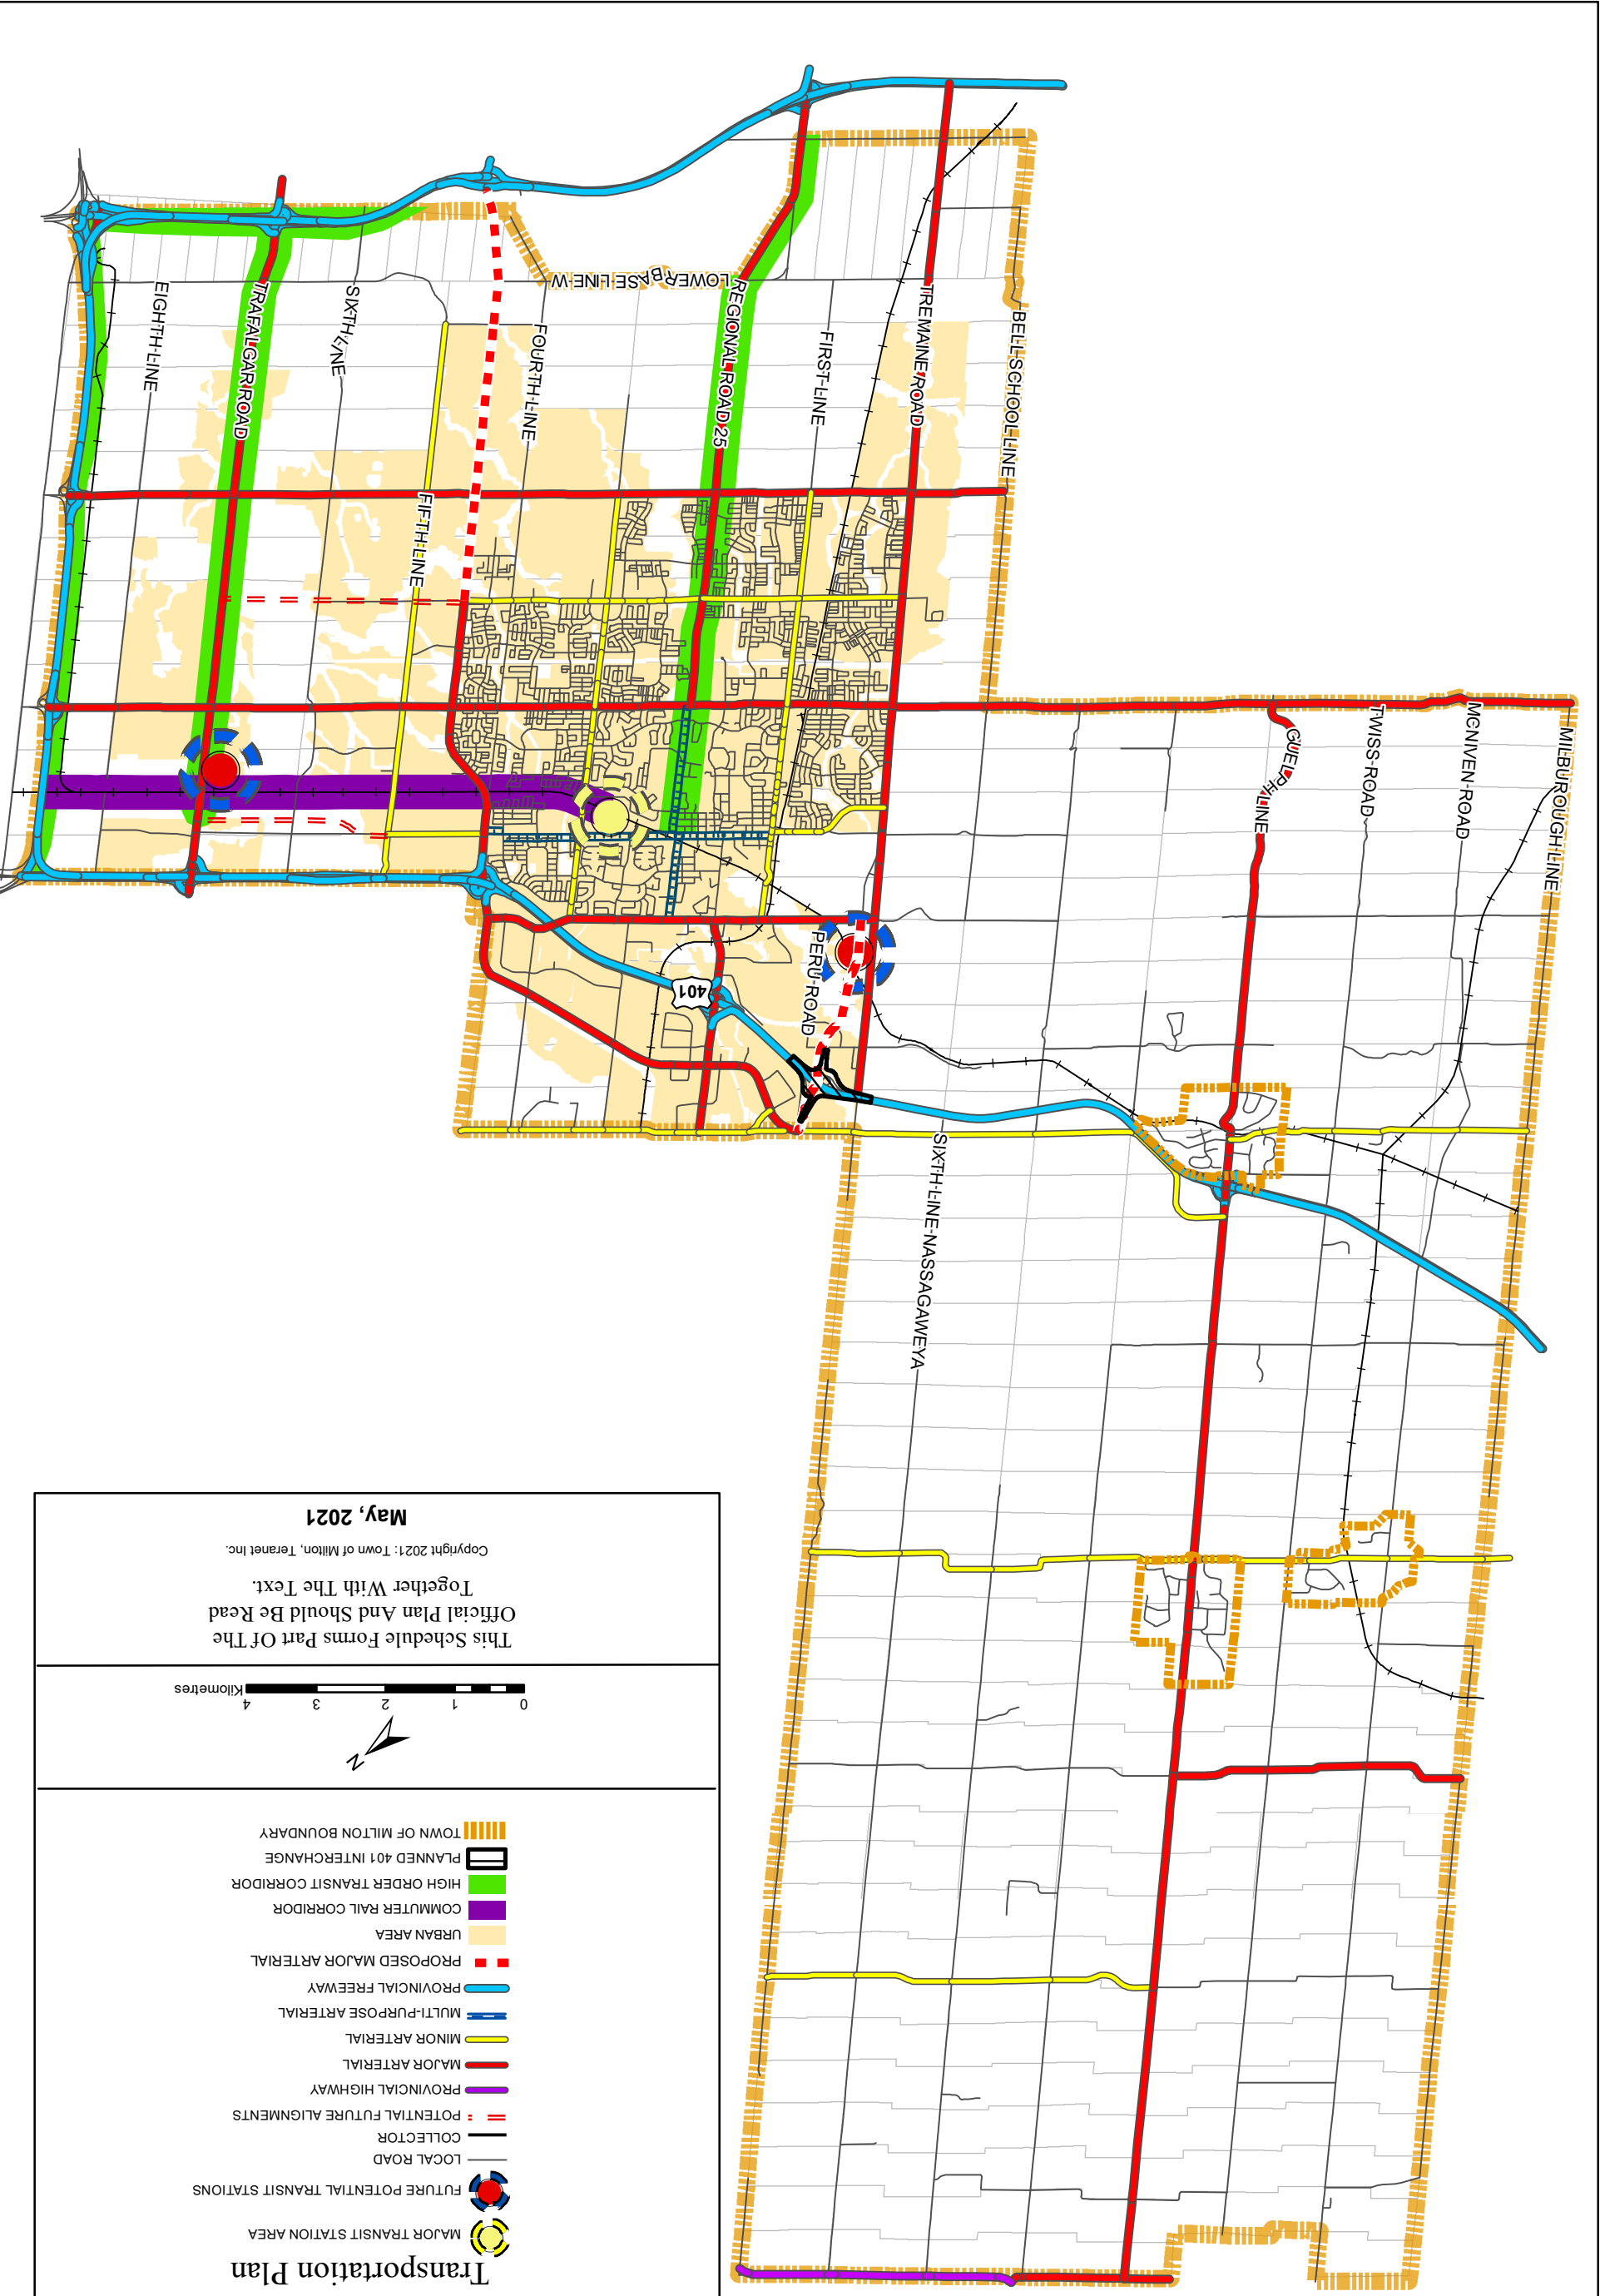 Transportation Plan
MAJOR TRANSIT STATION AREA
FUTURE POTENTIAL TRANSIT STATIONS
LOCAL ROAD
COLLECTOR
POTENTIAL FUTURE ALIGNMENTS
PROVINCIAL HIGHWAY
MAJOR ARTERIAL
MINOR ARTERIAL
MULTI-PURPOSE ARTERIAL
PROVINCIAL FREEWAY
PROPOSED MAJOR ARTERIAL
URBAN AREA
COMMUTER RAIL CORRIDOR
HIGH ORDER TRANSIT CORRIDOR
PLANNED 401 INTERCHANGE
TOWN OF MILTON BOUNDARY
N
0 1 2 3 4
Kilometres
This Schedule Forms Part Of The
Official Plan And Should Be Read
Together With The Text.
Copyright 2021: Town of Milton, Teranet Inc.
May, 2021
SIXTH LINE NASSAGAWEYA
MILBUROUGH LINE
MCNIVEN ROAD
TWISS ROAD
GUELPH LINE
PERU ROAD
401
BELL SCHOOL LINE
TREMAINE ROAD
FIRST LINE
REGIONAL ROAD 25
LOWER BASE LINE W
FOURTH LINE
FIFTH LINE
SIXTH LINE
TRAFALGAR ROAD
EIGHTH LINE